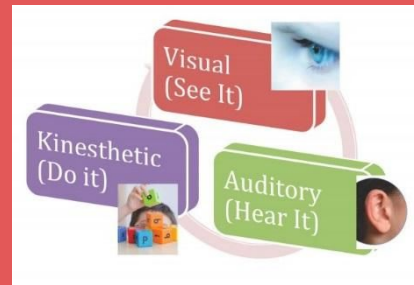 Visual
(See It)
Kinesthetic
(Do it)
Auditory
(Hear It)